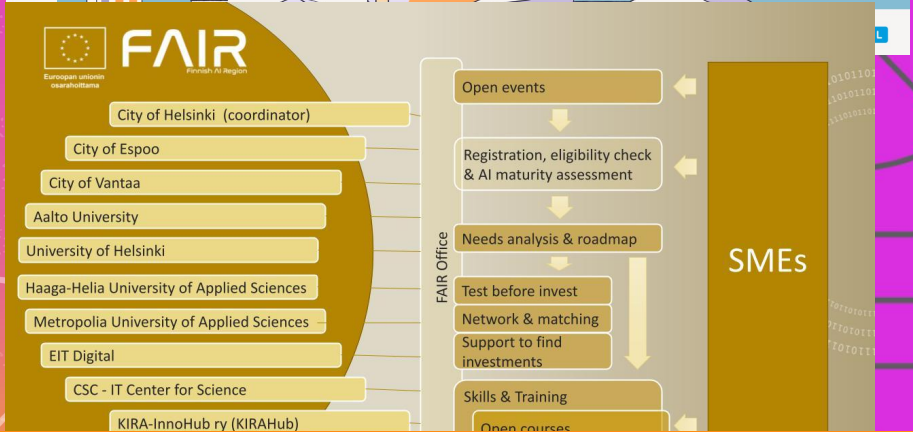 FAIR
Finnish AI Region
Euroopan unionin
osarahoittama
City of Helsinki (coordinator)
City of Espoo
City of Vantaa
Aalto University
University of Helsinki
Haaga-Helia University of Applied Sciences
Metropolia University of Applied Sciences
EIT Digital
CSC - IT Center for Science
KIRA-InnoHub ry (KIRAHub)
FAIR Office
Open events
Registration, eligibility check
& AI maturity assessment
Needs analysis & roadmap
Test before invest
Network & matching
Support to find
investments
Skills & Training
Open courses
SMEs
L